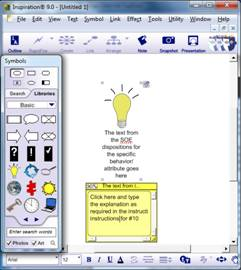 Inspiration® 9.0 - [Untitled 1]
File Edit View Text Symbol Link Effect Tools Utility Window Help
Outline RapidFire Link Arrange Note Snapshot Presentation
Symbols
Search Libraries
Basic
Enter search words
Photos Art
The text from
the SOE
dispositions for
the specific
behavior/
attribute goes
here
The text from t...
Click here and type
the explanation as
required in the instructi
instructions[for #10
Arial 12 B I U A